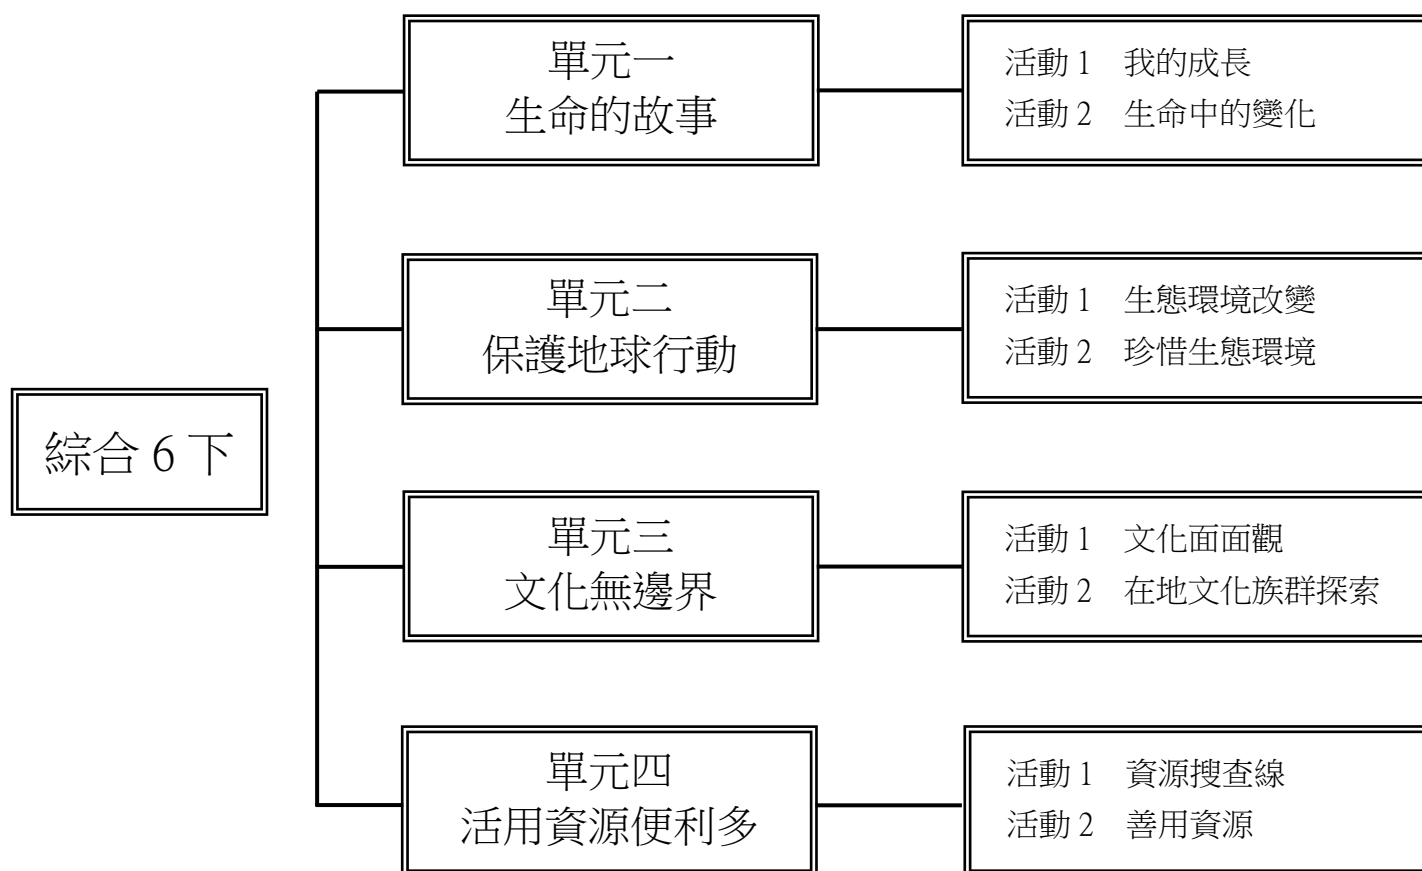 綜合 6 下
單元一
生命的故事
活動 1 我的成長
活動 2 生命中的變化
單元二
保護地球行動
活動 1 生態環境改變
活動 2 珍惜生態環境
單元三
文化無邊界
活動 1 文化面面觀
活動 2 在地文化族群探索
單元四
活用資源便利多
活動 1 資源搜查線
活動 2 善用資源